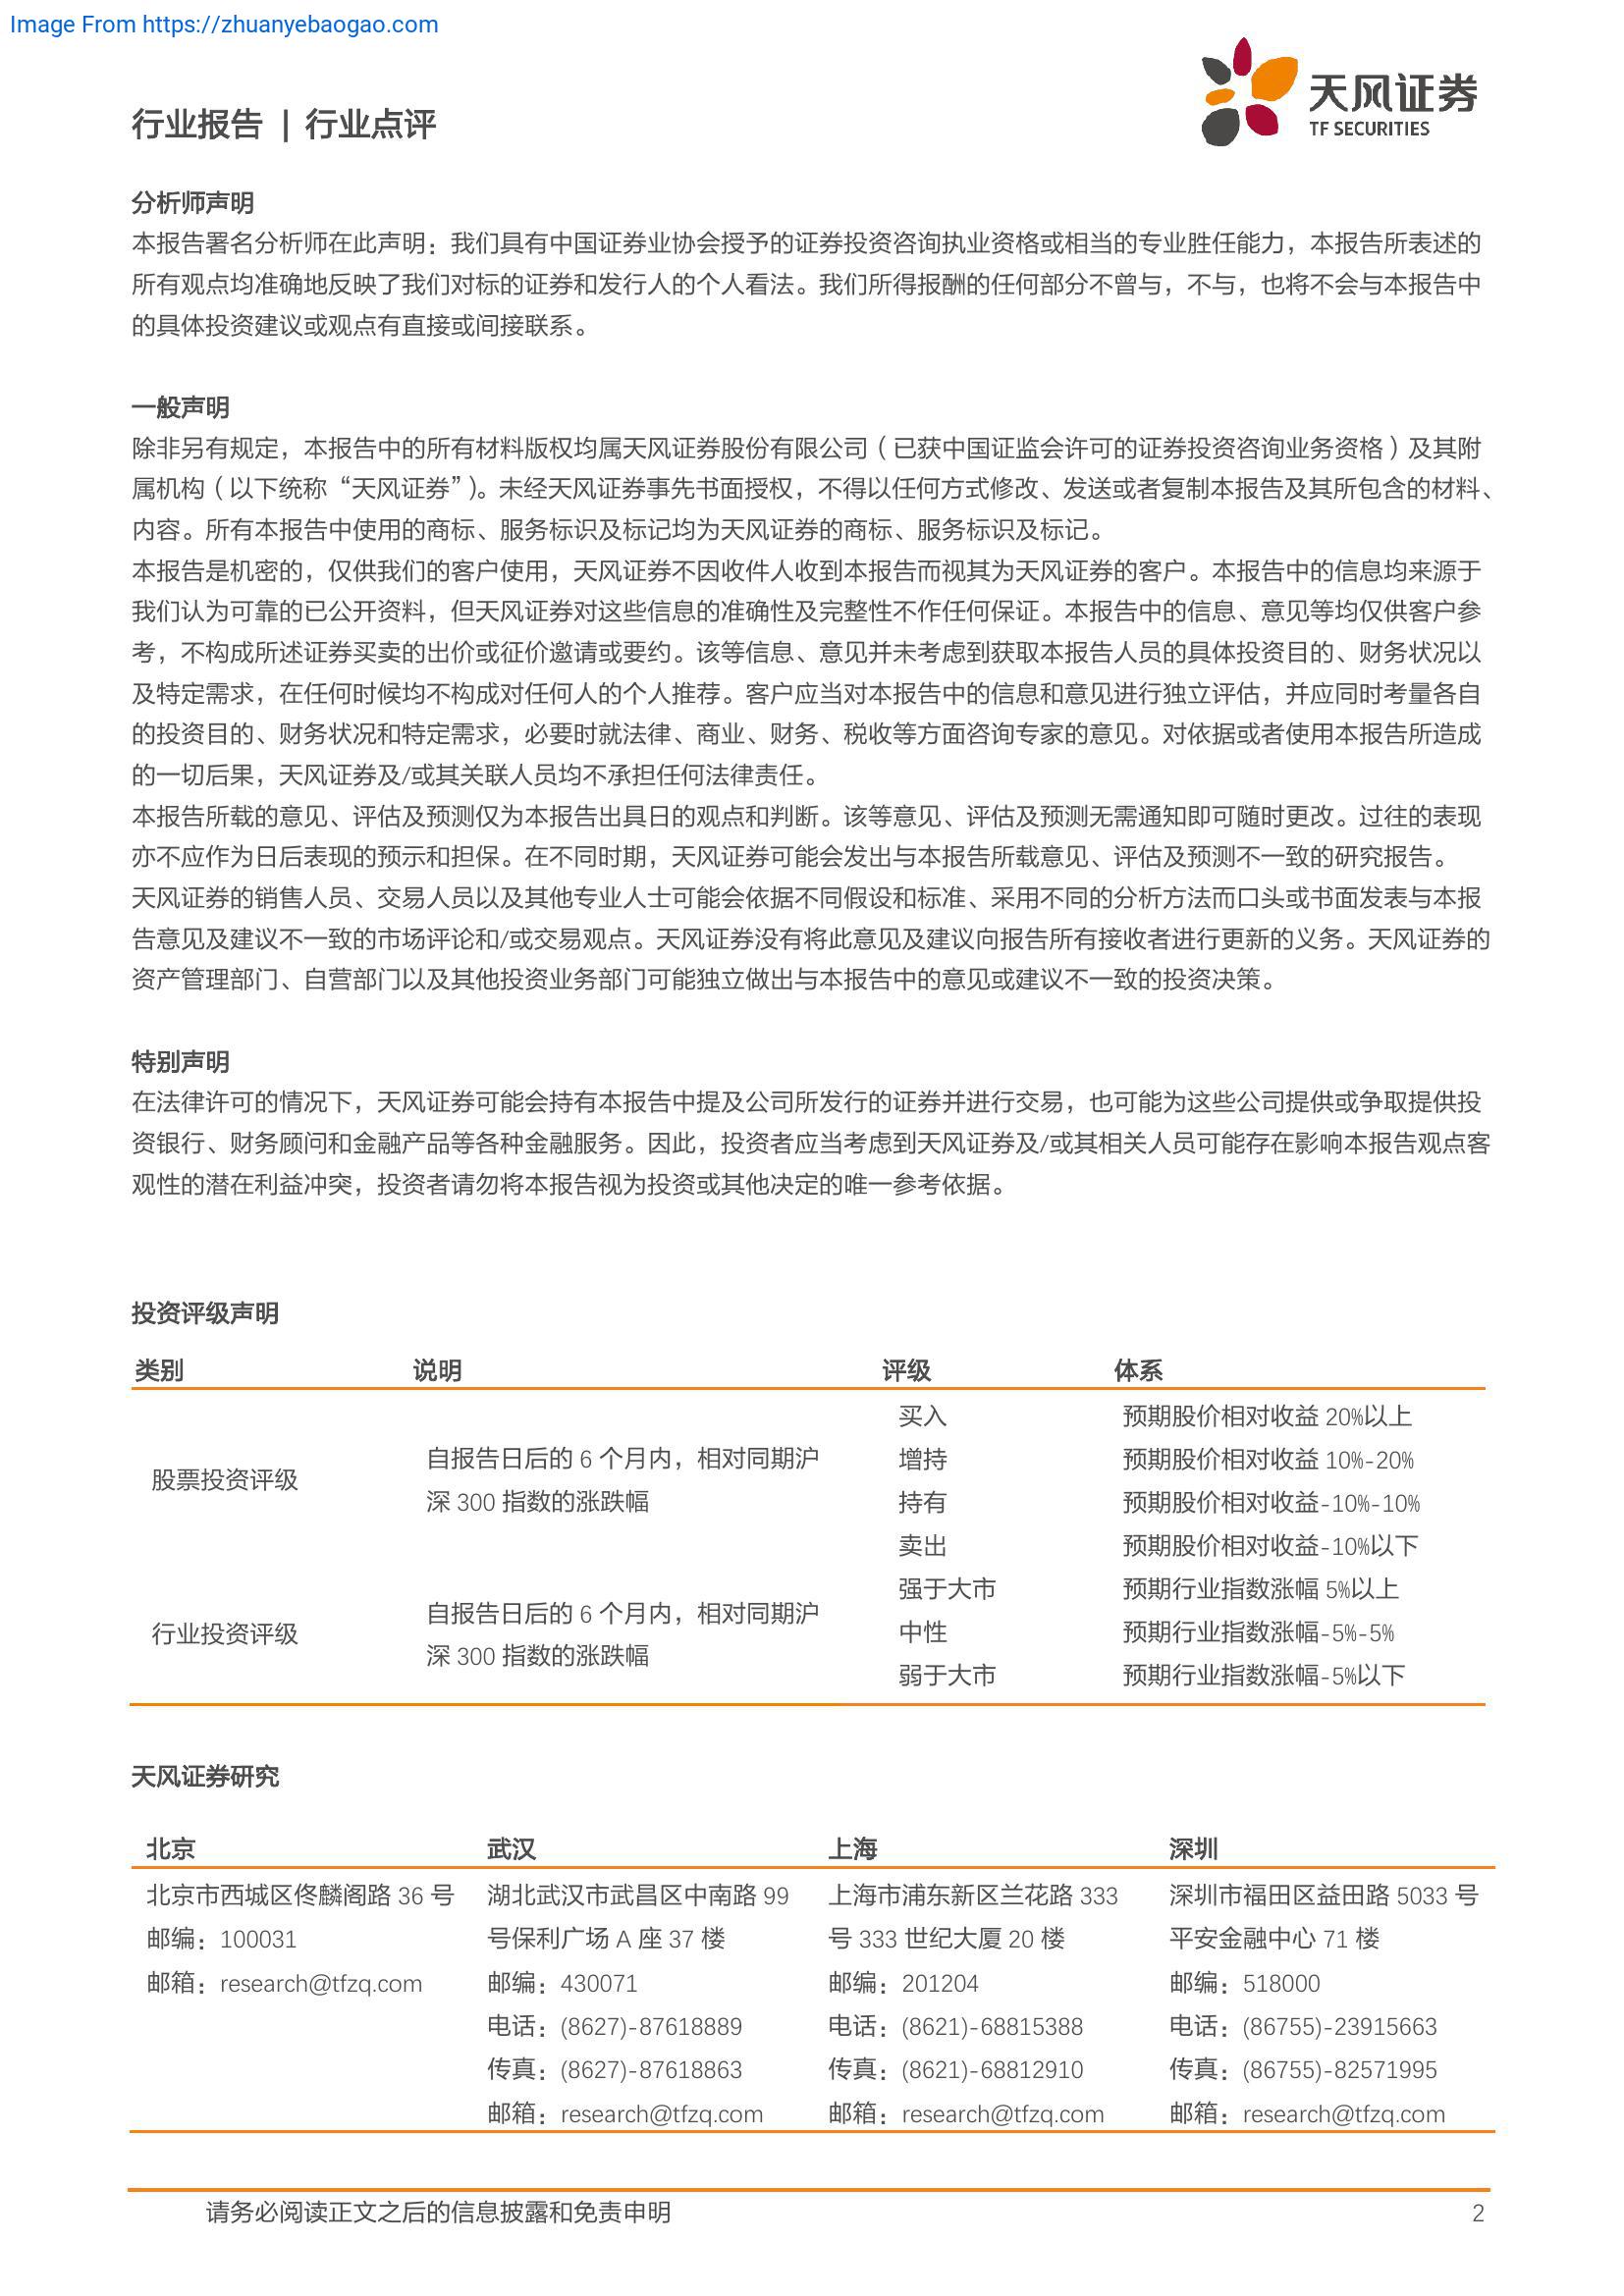 Image From https://zhuanyebaogao.com
天风证券
TF SECURITIES
行业报告 | 行业点评
分析师声明
本报告署名分析师在此声明：我们具有中国证券业协会授予的证券投资咨询执业资格或相当的专业胜任能力，本报告所表述的
所有观点均准确地反映了我们对标的证券和发行人的个人看法。我们所得报酬的任何部分不曾与，不与，也将不会与本报告中
的具体投资建议或观点有直接或间接联系。
一般声明
除非另有规定，本报告中的所有材料版权均属天风证券股份有限公司（已获中国证监会许可的证券投资咨询业务资格）及其附
属机构（以下统称“天风证券”）。未经天风证券事先书面授权，不得以任何方式修改、发送或者复制本报告及其所包含的材料、
内容。所有本报告中使用的商标、服务标识及标记均为天风证券的商标、服务标识及标记。
本报告是机密的，仅供我们的客户使用，天风证券不因收件人收到本报告而视其为天风证券的客户。本报告中的信息均来源于
我们认为可靠的已公开资料，但天风证券对这些信息的准确性及完整性不作任何保证。本报告中的信息、意见等均仅供客户参
考，不构成所述证券买卖的出价或征价邀请或要约。该等信息、意见并未考虑到获取本报告人员的具体投资目的、财务状况以
及特定需求，在任何时候均不构成对任何人的个人推荐。客户应当对本报告中的信息和意见进行独立评估，并应同时考量各自
的投资目的、财务状况和特定需求，必要时就法律、商业、财务、税收等方面咨询专家的意见。对依据或者使用本报告所造成
的一切后果，天风证券及/或其关联人员均不承担任何法律责任。
本报告所载的意见、评估及预测仅为本报告出具日的观点和判断。该等意见、评估及预测无需通知即可随时更改。过往的表现
亦不应作为日后表现的预示和担保。在不同时期，天风证券可能会发出与本报告所载意见、评估及预测不一致的研究报告。
天风证券的销售人员、交易人员以及其他专业人士可能会依据不同假设和标准、采用不同的分析方法而口头或书面发表与本报
告意见及建议不一致的市场评论和/或交易观点。天风证券没有将此意见及建议向报告所有接收者进行更新的义务。天风证券的
资产管理部门、自营部门以及其他投资业务部门可能独立做出与本报告中的意见或建议不一致的投资决策。
特别声明
在法律许可的情况下，天风证券可能会持有本报告中提及公司所发行的证券并进行交易，也可能为这些公司提供或争取提供投
资银行、财务顾问和金融产品等各种金融服务。因此，投资者应当考虑到天风证券及/或其相关人员可能存在影响本报告观点客
观性的潜在利益冲突，投资者请勿将本报告视为投资或其他决定的唯一参考依据。
投资评级声明
类别 说明 评级 体系
股票投资评级
自报告日后的 6 个月内，相对同期沪
深 300 指数的涨跌幅
买入 预期股价相对收益 20%以上
增持 预期股价相对收益 10%-20%
持有 预期股价相对收益-10%-10%
卖出 预期股价相对收益-10%以下
行业投资评级
自报告日后的 6 个月内，相对同期沪
深 300 指数的涨跌幅
强于大市 预期行业指数涨幅 5%以上
中性 预期行业指数涨幅-5%-5%
弱于大市 预期行业指数涨幅-5%以下
天风证券研究
北京 武汉 上海 深圳
北京市西城区佟麟阁路 36 号 湖北武汉市武昌区中南路 99 上海市浦东新区兰花路 333 深圳市福田区益田路 5033 号
邮编：100031 号保利广场 A 座 37 楼 号 333 世纪大厦 20 楼 平安金融中心 71 楼
邮箱：research@tfzq.com 邮编：430071 邮编：201204 邮编：518000
电话：(8627)-87618889 电话：(8621)-68815388 电话：(86755)-23915663
传真：(8627)-87618863 传真：(8621)-68812910 传真：(86755)-82571995
邮箱：research@tfzq.com 邮箱：research@tfzq.com 邮箱：research@tfzq.com
请务必阅读正文之后的信息披露和免责申明 2